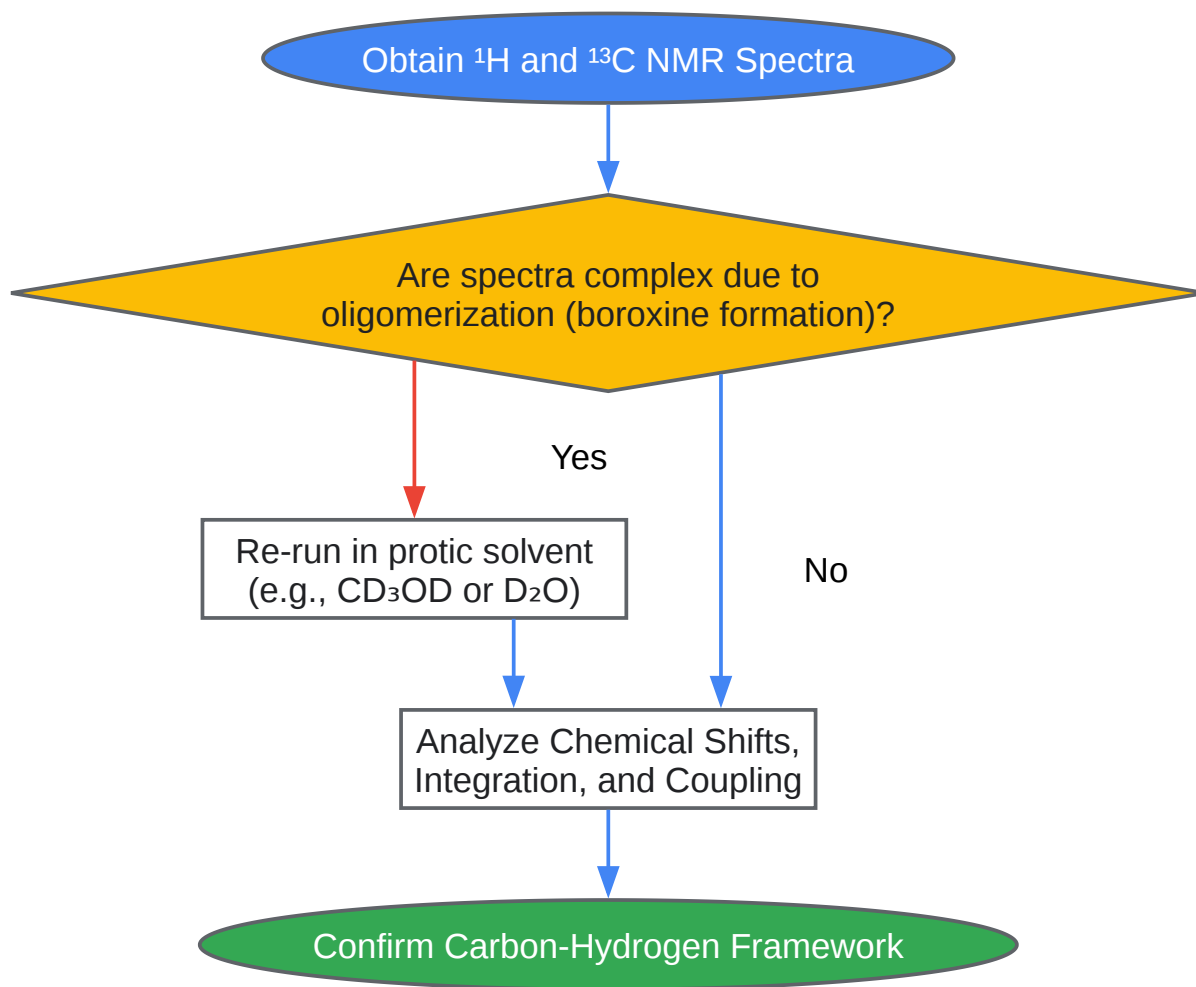 Obtain ¹H and ¹³C NMR Spectra
Are spectra complex due to
oligomerization (boroxine formation)?
Yes
Re-run in protic solvent
(e.g., CD₃OD or D₂O)
No
Analyze Chemical Shifts,
Integration, and Coupling
Confirm Carbon-Hydrogen Framework